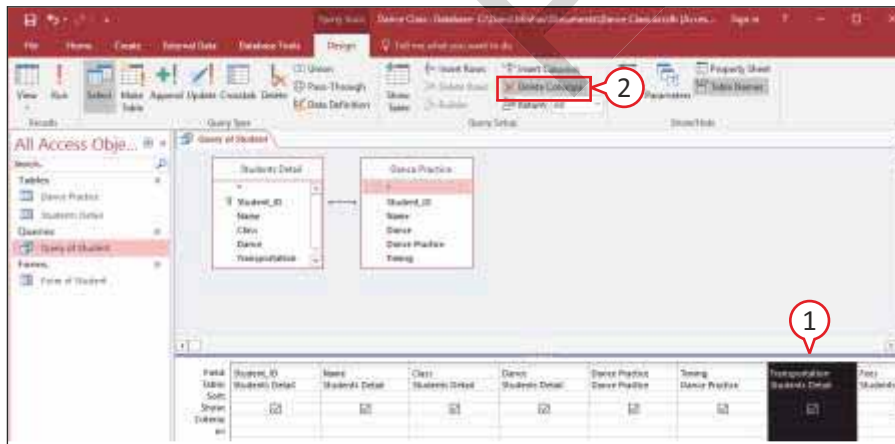 Dance Class : Database
Sign in
File Home Create External Data Database Tools Design Tell me what you want to do
Union
Pass-Through
Data Definition
Insert Rows
Delete Rows
Builder
Insert Columns
Delete Columns
Return: All
Property Sheet
Table Names
Parameters
View Run Select Make Table Append Update Crosstab Delete
Show Table
Results Query Type Query Setup Show/Hide
2
All Access Obje...
Search...
Tables
Dance Practice
Students Detail
Queries
Query of Student
Forms
Form of Student
Query of Student
Students Detail
*
Student_ID
Name
Class
Dance
Transportation
Dance Practice
*
Student_ID
Name
Dance
Dance Practice
Timing
1
Field: Student_ID Name Class Dance Dance Practice Timing Transportation Fees
Table: Students Detail Students Detail Students Detail Students Detail Dance Practice Dance Practice Students Detail Students
Sort:
Show:
Criteria:
or: